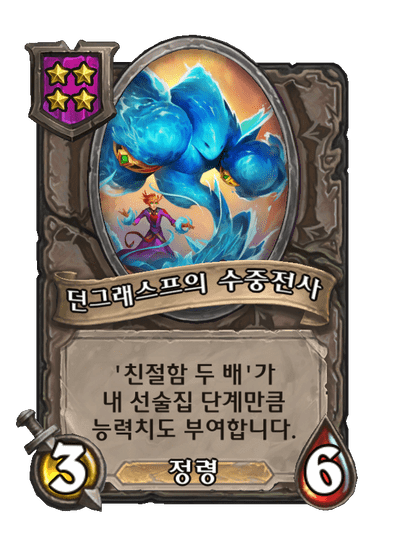 던그래스프의 수중전사
'친절함 두 배'가
내 선술집 단계만큼
능력치도 부여합니다.
3
정령
6